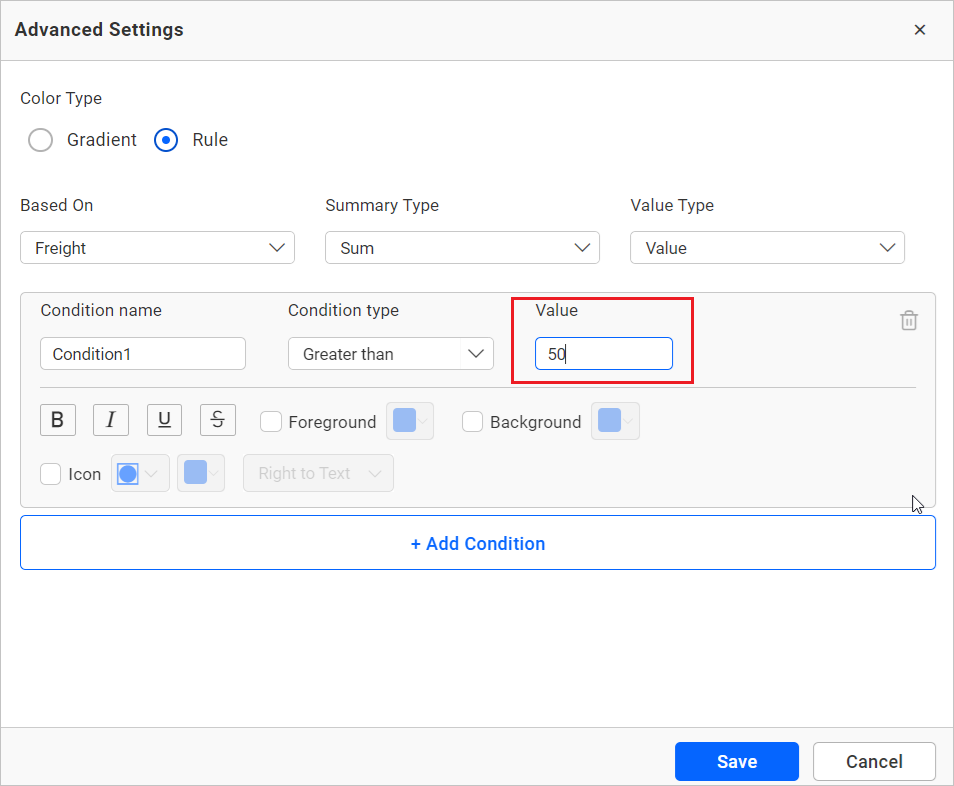 Advanced Settings
Color Type
Gradient Rule
Based On Summary Type Value Type
Freight Sum Value
Condition name Condition type Value
Condition1 Greater than 50
B I U S Foreground Background
Icon Right to Text
+ Add Condition
Save Cancel